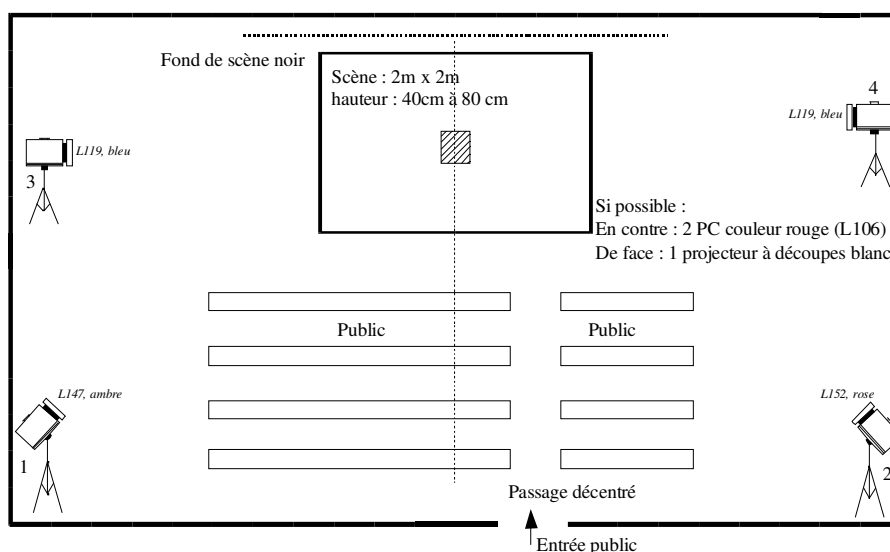 Fond de scène noir
Scène : 2m x 2m
hauteur : 40cm à 80 cm
4
L119, bleu
L119, bleu
3
Si possible :
En contre : 2 PC couleur rouge (L106)
De face : 1 projecteur à découpes blanc
Public
Public
L147, ambre
L152, rose
1
2
Passage décentré
Entrée public